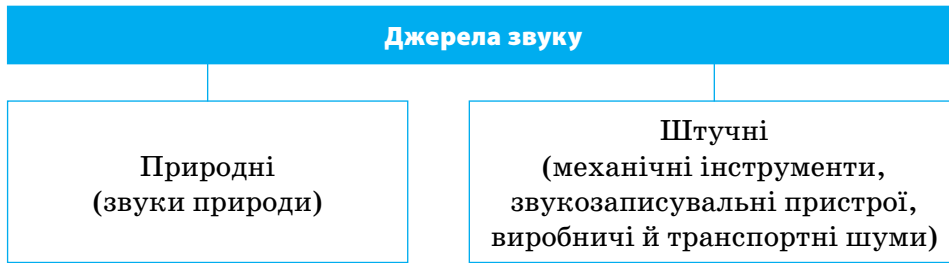 Джерела звуку
Природні
(звуки природи)
Штучні
(механічні інструменти,
звукозаписувальні пристрої,
виробничі й транспортні шуми)